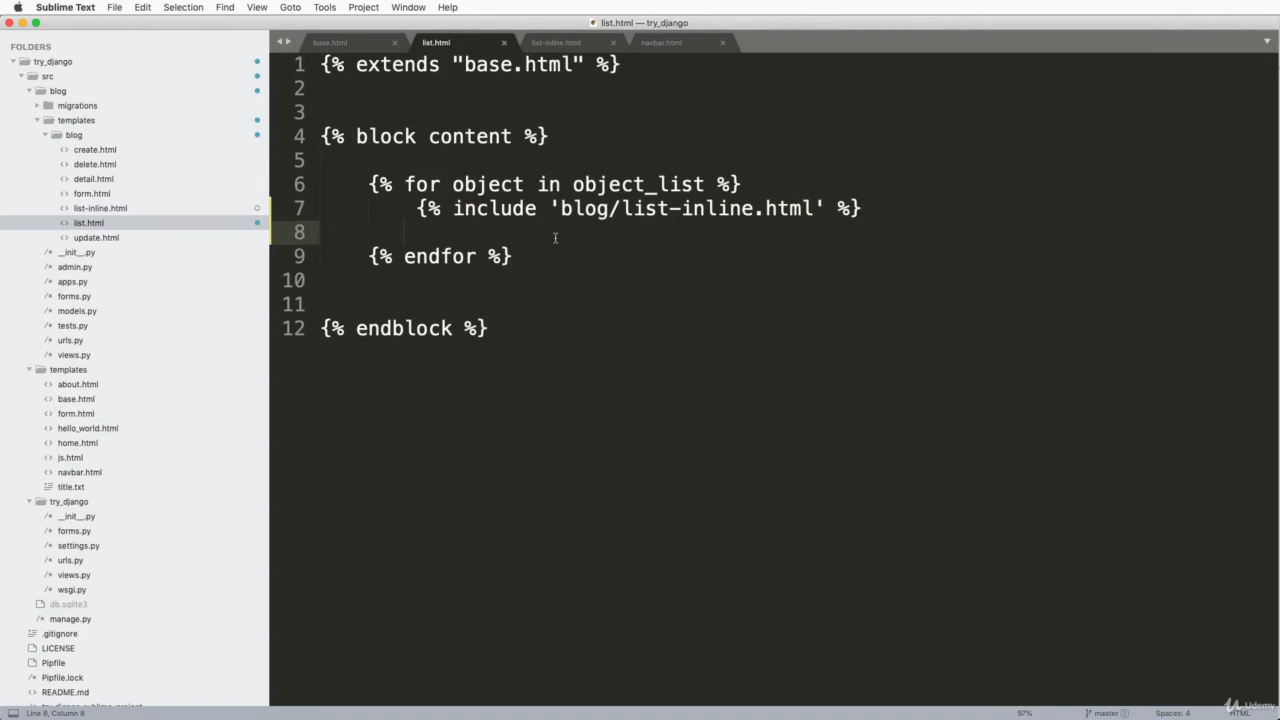 Sublime Text File Edit Selection Find View Goto Tools Project Window Help
list.html — try_django
FOLDERS
try_django
src
blog
migrations
templates
blog
create.html
delete.html
detail.html
form.html
list-inline.html
list.html
update.html
__init__.py
admin.py
apps.py
forms.py
models.py
tests.py
urls.py
views.py
templates
about.html
base.html
form.html
hello_world.html
home.html
js.html
navbar.html
title.txt
try_django
__init__.py
forms.py
settings.py
urls.py
views.py
wsgi.py
db.sqlite3
manage.py
.gitignore
LICENSE
Pipfile
Pipfile.lock
README.md
try_django.sublime-project
base.html list.html list-inline.html navbar.html
1 {% extends "base.html" %}
2
3
4 {% block content %}
5
6 {% for object in object_list %}
7 {% include 'blog/list-inline.html' %}
8
9 {% endfor %}
10
11
12 {% endblock %}
Line 8, Column 8 97% master 2 Spaces: 4 HTML
Udemy